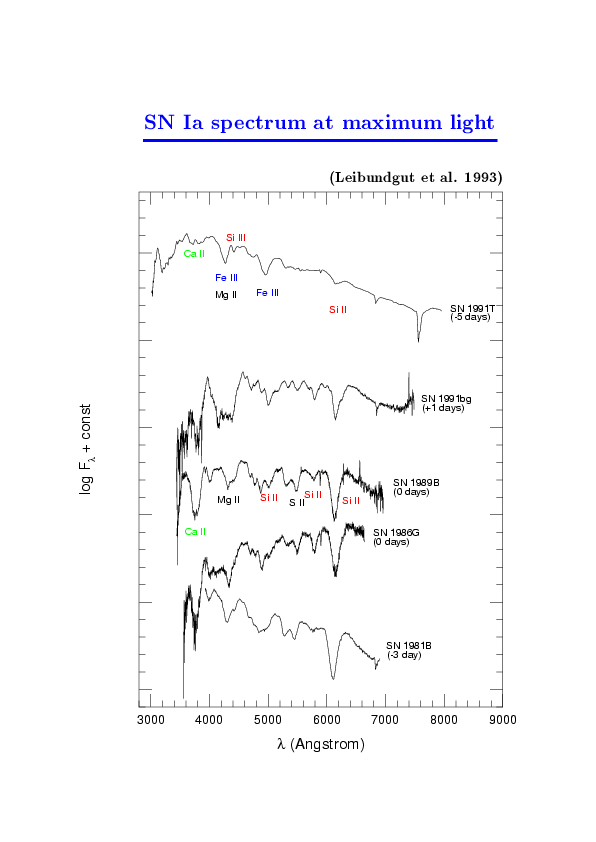 SN Ia spectrum at maximum light
(Leibundgut et al. 1993)
Si III
Ca II
Fe III
Mg II
Fe III
Si II
SN 1991T
(-5 days)
SN 1991bg
(+1 days)
SN 1989B
(0 days)
Mg II
Si II
S II
Si II
Si II
Ca II
SN 1986G
(0 days)
SN 1981B
(-3 day)
log Fλ + const
3000 4000 5000 6000 7000 8000 9000
λ (Angstrom)